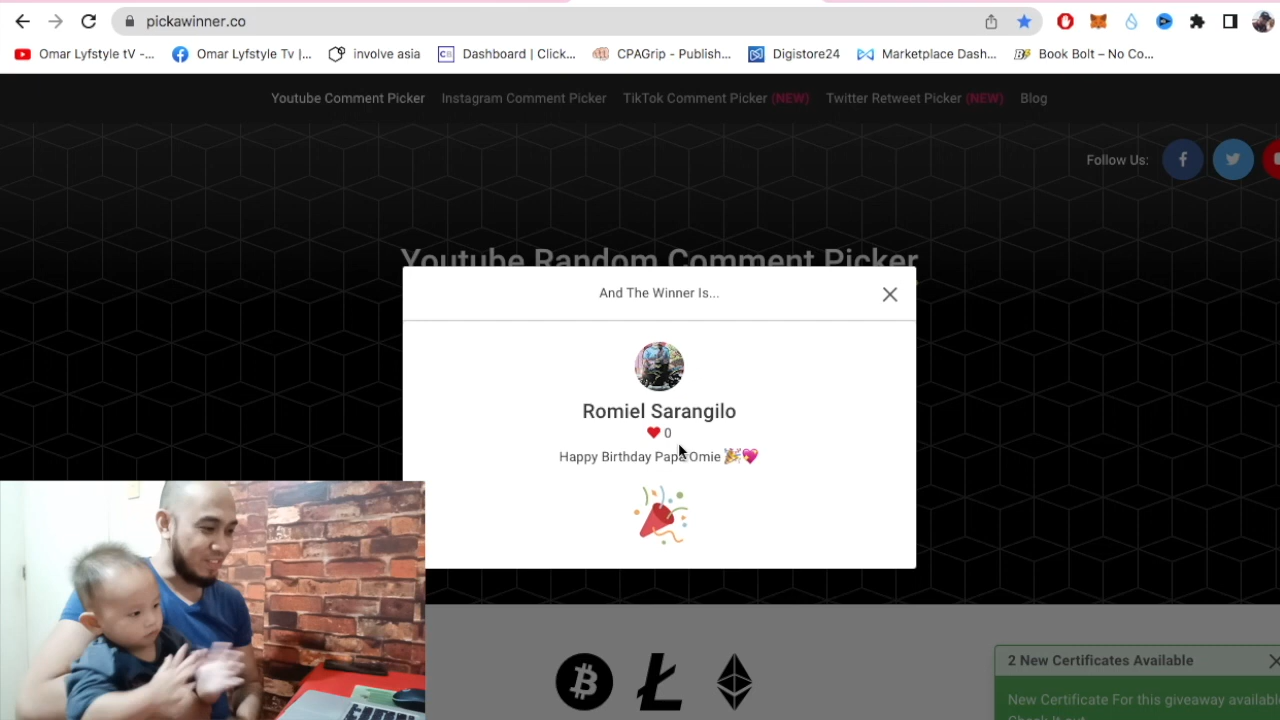 pickawinner.co
Omar Lyfstyle tV -... Omar Lyfstyle Tv |... involve asia Dashboard | Click... CPAGrip - Publish... Digistore24 Marketplace Dash... Book Bolt – No Co...
Youtube Comment Picker Instagram Comment Picker TikTok Comment Picker (NEW) Twitter Retweet Picker (NEW) Blog
Follow Us:
Youtube Random Comment Picker
And The Winner Is...
Romiel Sarangilo
0
Happy Birthday Papa Omie 🎉💖
2 New Certificates Available
New Certificate For this giveaway availabl
Check It out